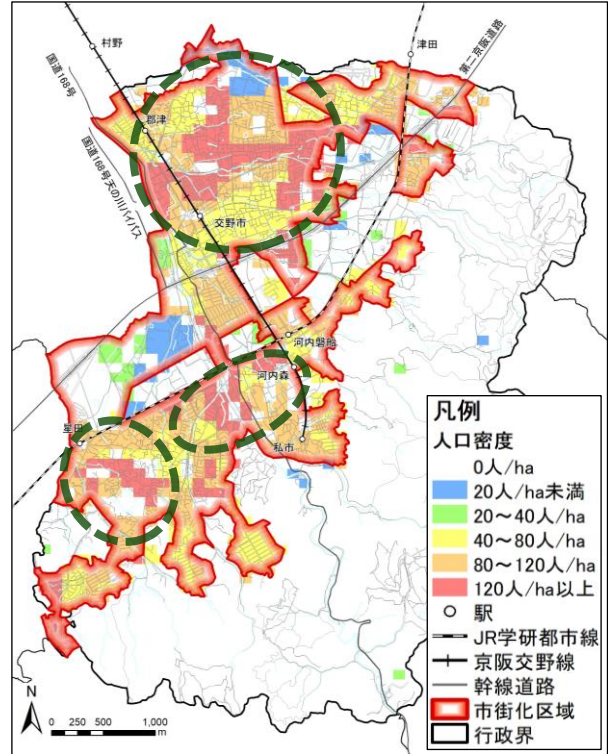 村野
津田
第二京阪道路
国道168号
郡津
国道168号天の川バイパス
交野市
河内磐船
河内森
星田
私市
凡例
人口密度
0人/ha
20人/ha未満
20～40人/ha
40～80人/ha
80～120人/ha
120人/ha以上
駅
JR学研都市線
京阪交野線
幹線道路
市街化区域
行政界
N
0 250 500 1,000
m